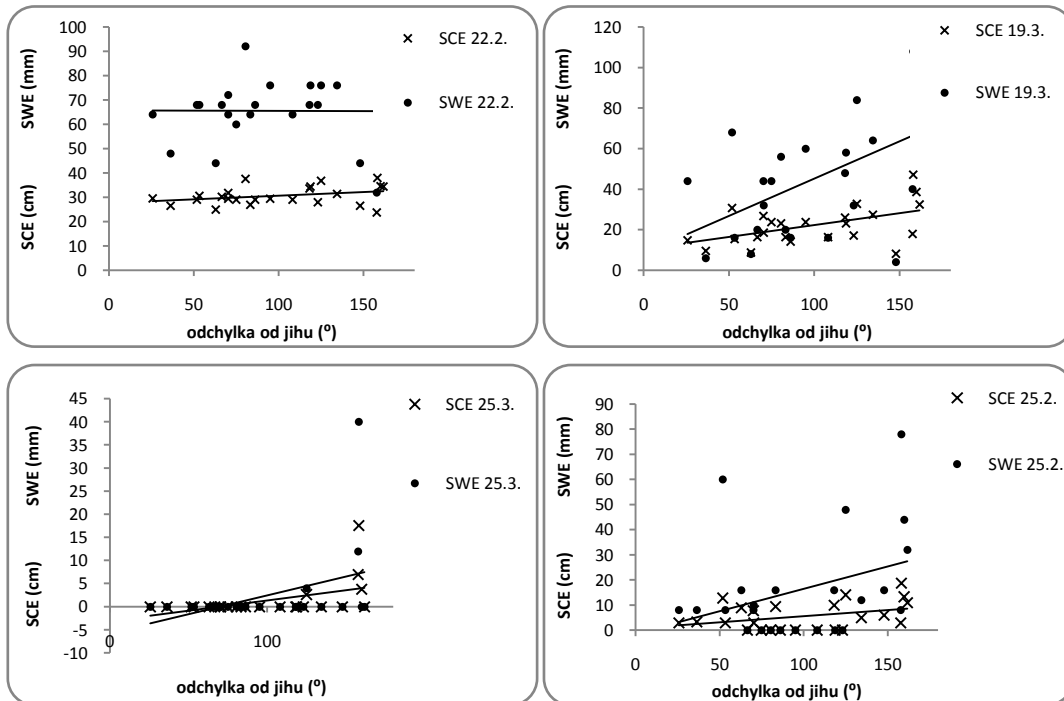 100
90
80
70
60
50
40
30
20
10
0
SCE (cm) SWE (mm)
0 50 100 150
odchylka od jihu (⁰)
SCE 22.2.
SWE 22.2.
120
100
80
60
40
20
0
SCE (cm) SWE (mm)
0 50 100 150
odchylka od jihu (⁰)
SCE 19.3.
SWE 19.3.
45
40
35
30
25
20
15
10
5
0
-5
-10
SCE (cm) SWE (mm)
0 100
odchylka od jihu (⁰)
SCE 25.3.
SWE 25.3.
90
80
70
60
50
40
30
20
10
0
SCE (cm) SWE (mm)
0 50 100 150
odchylka od jihu (⁰)
SCE 25.2.
SWE 25.2.